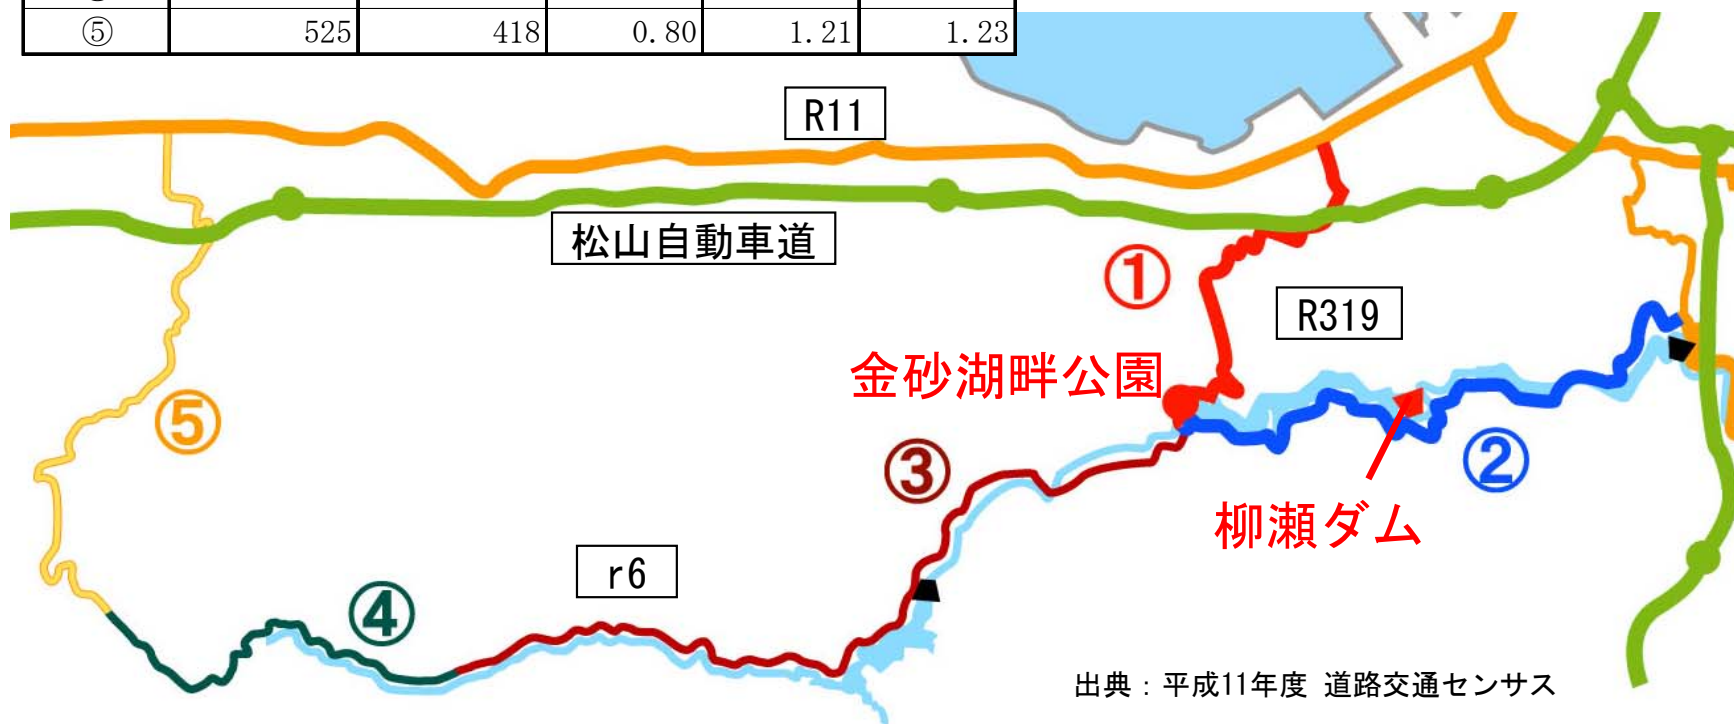 ⑤ 525 418 0.80 1.21 1.23
R11
松山自動車道
①
R319
金砂湖畔公園
⑤
③
②
柳瀬ダム
r6
④
出典：平成11年度 道路交通センサス